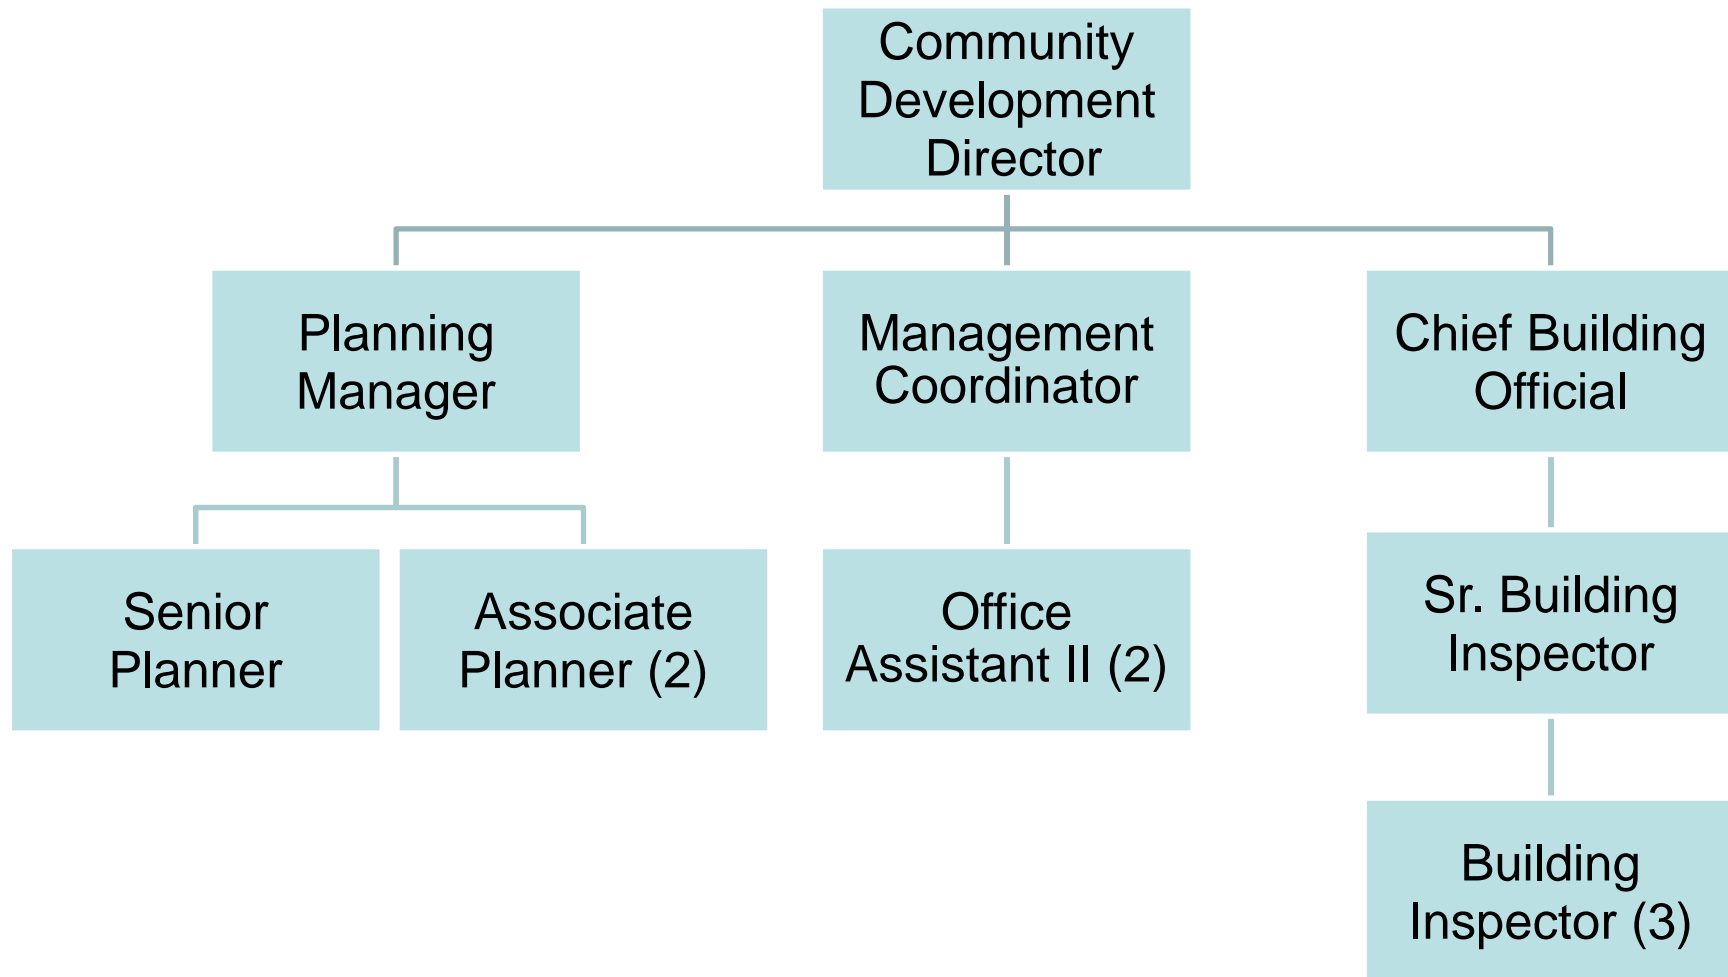 Community
Development
Director
Planning
Manager
Management
Coordinator
Chief Building
Official
Senior
Planner
Associate
Planner (2)
Office
Assistant II (2)
Sr. Building
Inspector
Building
Inspector (3)